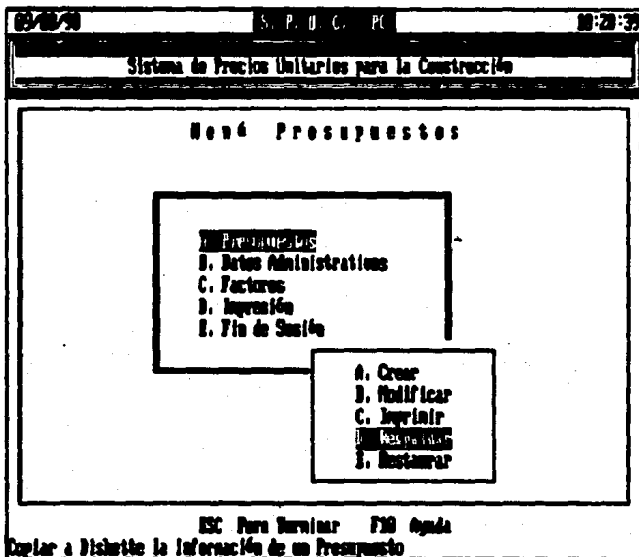 S. P. U. C. PC
Sistema de Precios Unitarios para la Construcción
Menú Presupuestos
A. Presupuestos
B. Datos Administrativos
C. Factores
D. Impresión
E. Fin de Sesión
A. Crear
B. Modificar
C. Imprimir
D. Respaldar
E. Restaurar
ESC Para Terminar F10 Ayuda
Copiar a Diskette la Información de un Presupuesto